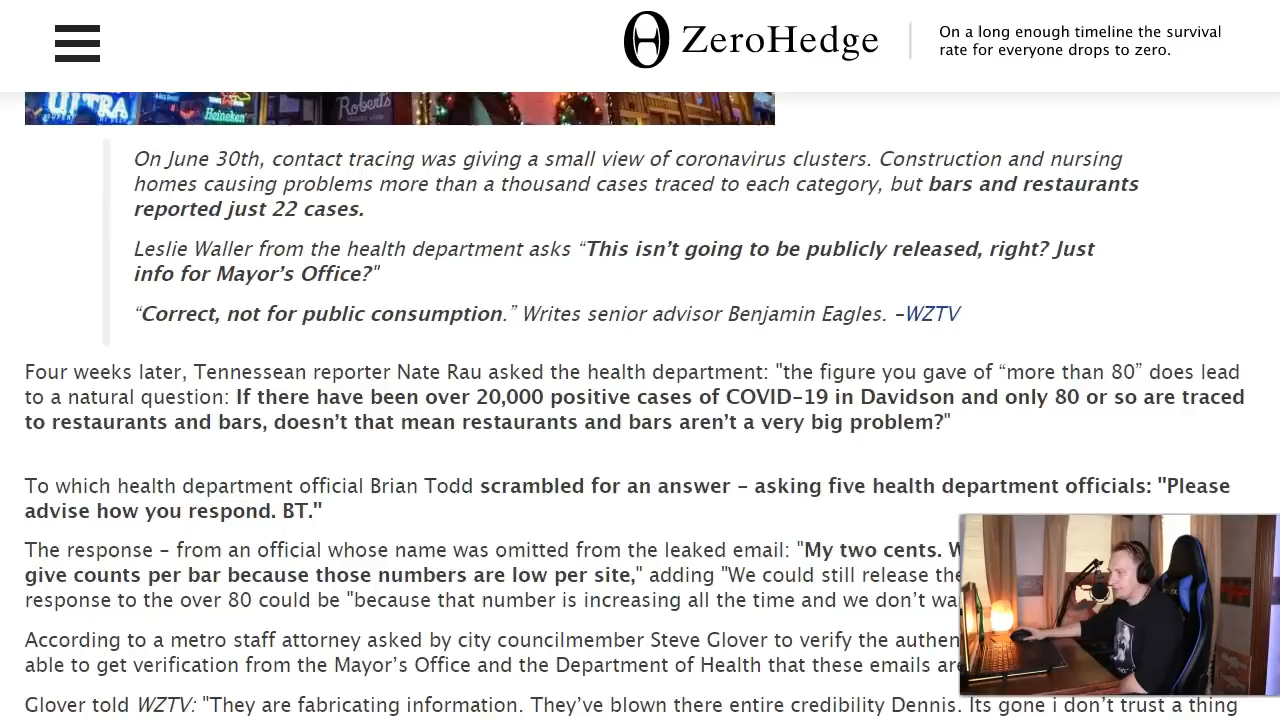 ZeroHedge
On a long enough timeline the survival
rate for everyone drops to zero.
ULTRA
Heineken
Roberts
On June 30th, contact tracing was giving a small view of coronavirus clusters. Construction and nursing
homes causing problems more than a thousand cases traced to each category, but bars and restaurants
reported just 22 cases.
Leslie Waller from the health department asks “This isn’t going to be publicly released, right? Just
info for Mayor’s Office?"
“Correct, not for public consumption.” Writes senior advisor Benjamin Eagles. –WZTV
Four weeks later, Tennessean reporter Nate Rau asked the health department: "the figure you gave of “more than 80” does lead
to a natural question: If there have been over 20,000 positive cases of COVID-19 in Davidson and only 80 or so are traced
to restaurants and bars, doesn’t that mean restaurants and bars aren’t a very big problem?"
To which health department official Brian Todd scrambled for an answer – asking five health department officials: "Please
advise how you respond. BT."
The response – from an official whose name was omitted from the leaked email: "My two cents.
give counts per bar because those numbers are low per site," adding "We could still release the
response to the over 80 could be "because that number is increasing all the time and we don’t
According to a metro staff attorney asked by city councilmember Steve Glover to verify the
able to get verification from the Mayor’s Office and the Department of Health that these emails
Glover told WZTV: "They are fabricating information. They’ve blown there entire credibility Dennis. Its gone i don’t trust a thing